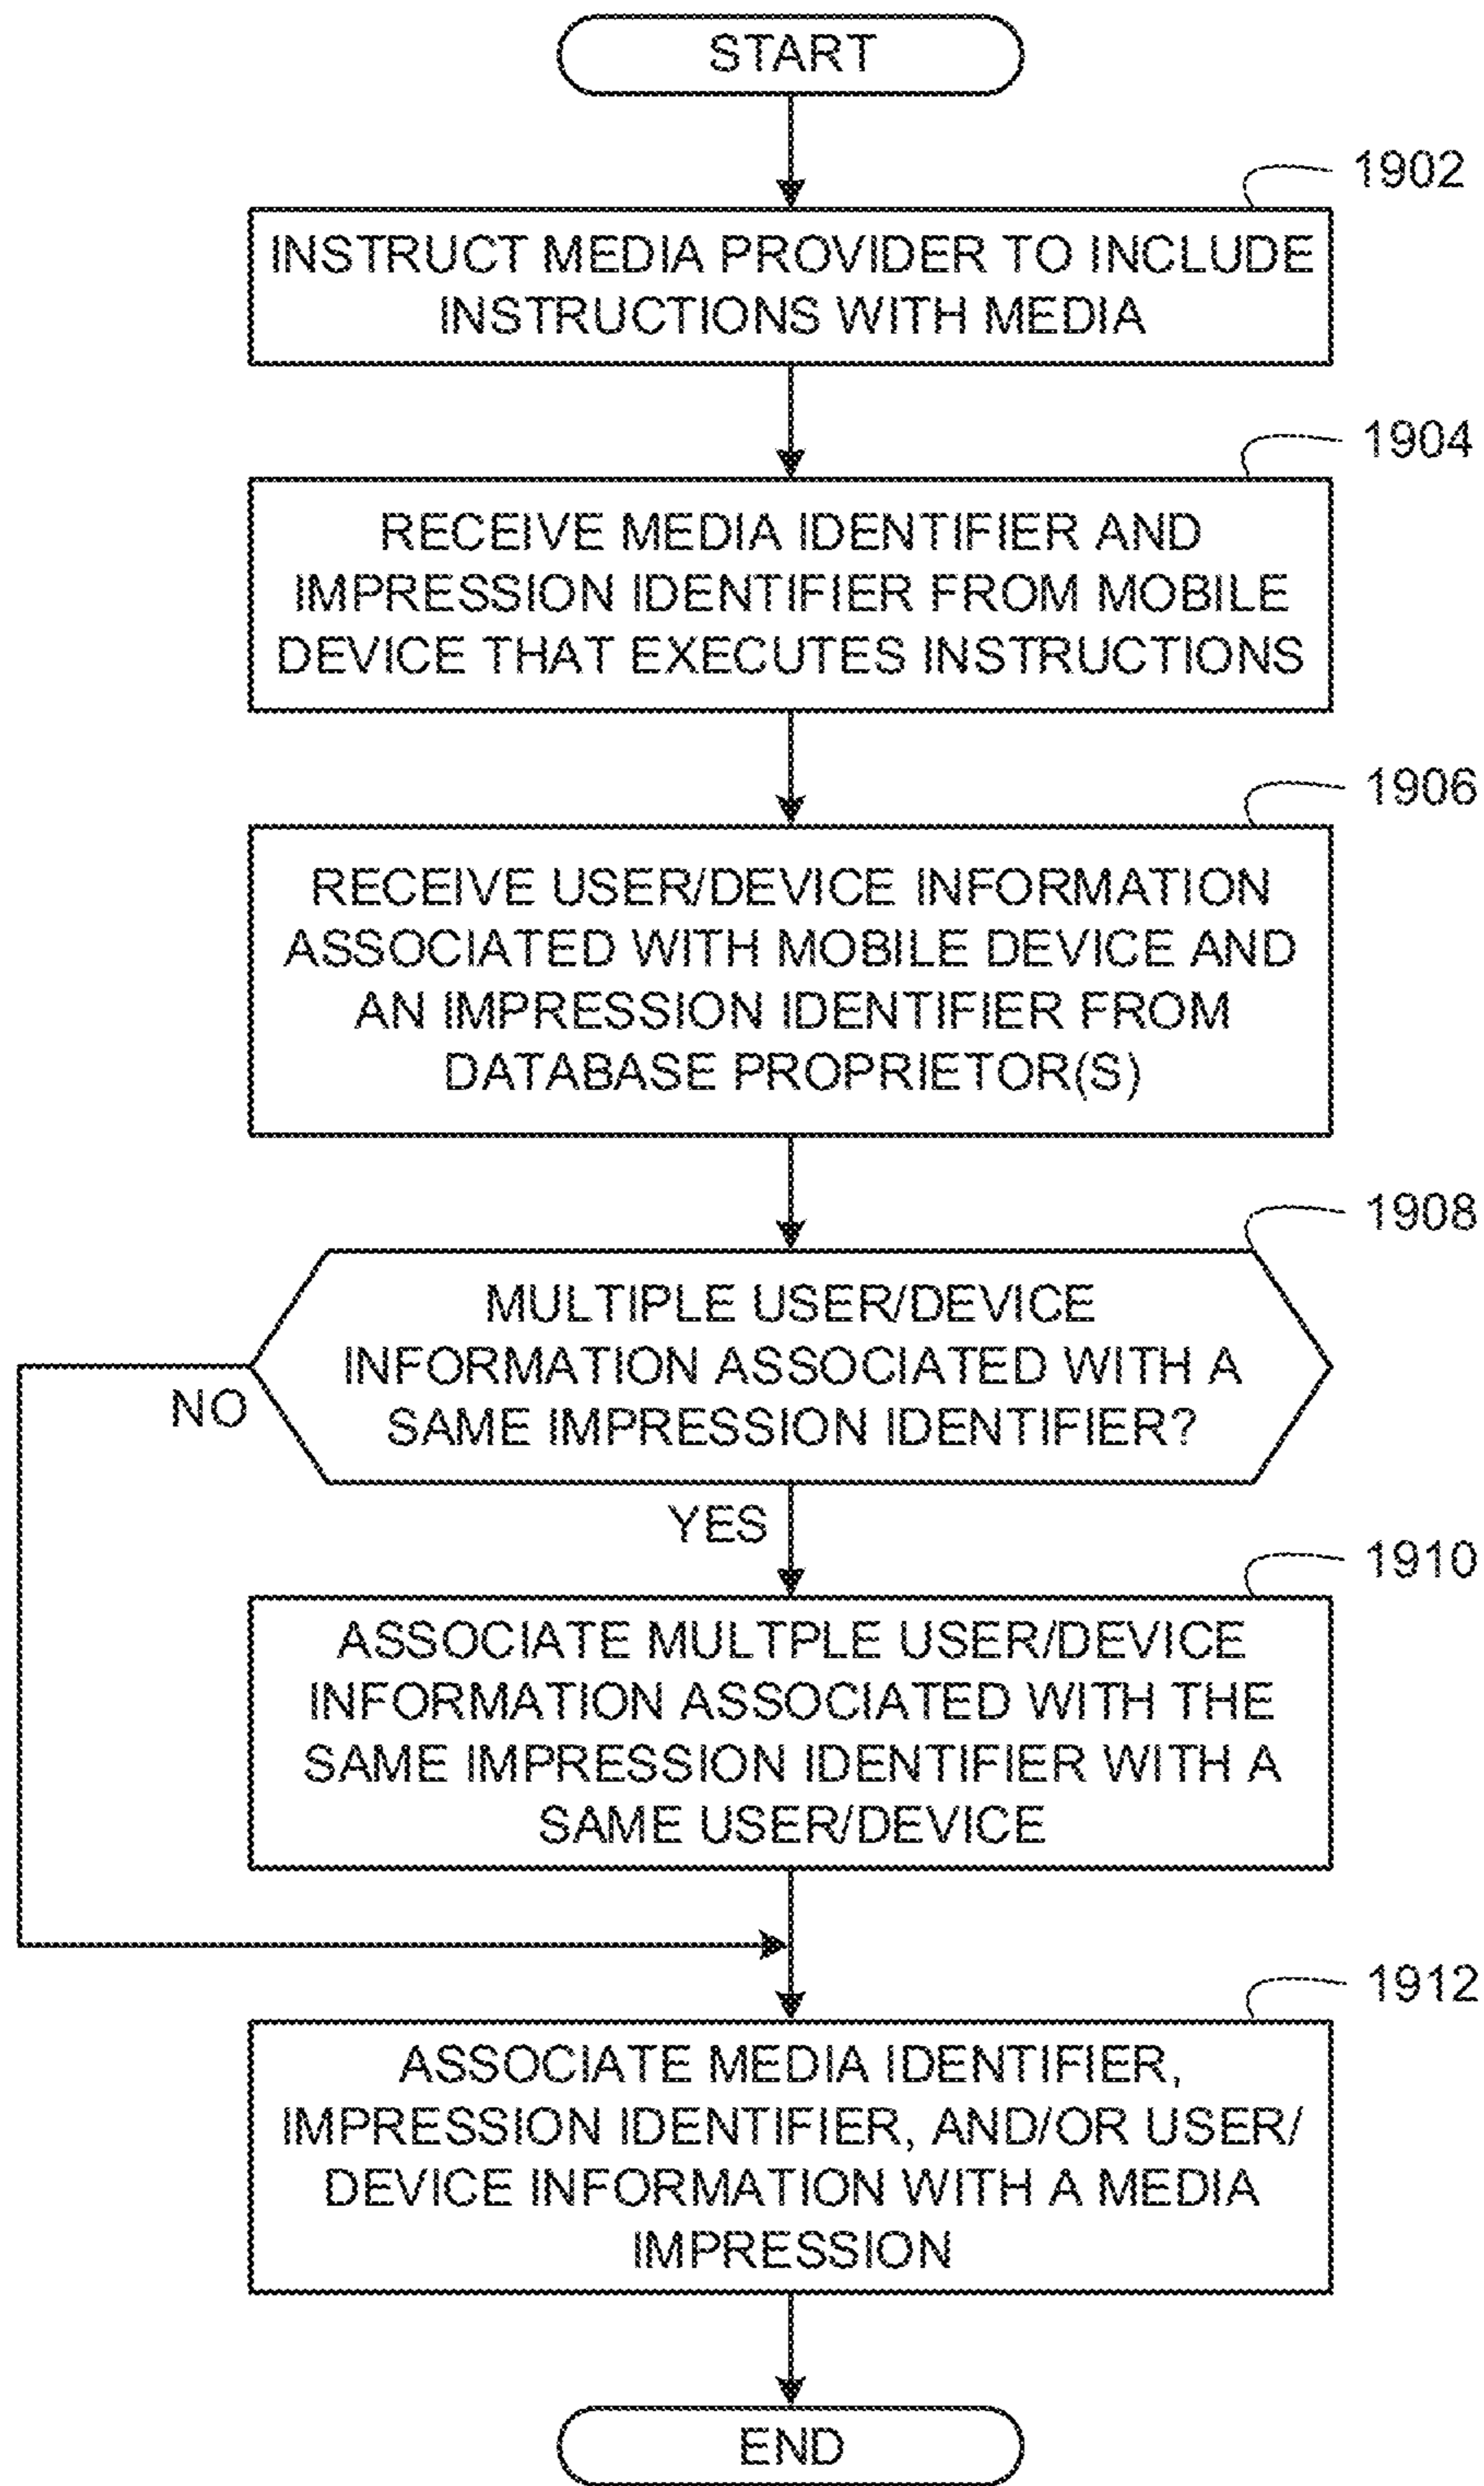 START
1902
INSTRUCT MEDIA PROVIDER TO INCLUDE
INSTRUCTIONS WITH MEDIA
1904
RECEIVE MEDIA IDENTIFIER AND
IMPRESSION IDENTIFIER FROM MOBILE
DEVICE THAT EXECUTES INSTRUCTIONS
1906
RECEIVE USER/DEVICE INFORMATION
ASSOCIATED WITH MOBILE DEVICE AND
AN IMPRESSION IDENTIFIER FROM
DATABASE PROPRIETOR(S)
1908
MULTIPLE USER/DEVICE
INFORMATION ASSOCIATED WITH A
SAME IMPRESSION IDENTIFIER?
NO
YES
1910
ASSOCIATE MULTPLE USER/DEVICE
INFORMATION ASSOCIATED WITH THE
SAME IMPRESSION IDENTIFIER WITH A
SAME USER/DEVICE
1912
ASSOCIATE MEDIA IDENTIFIER,
IMPRESSION IDENTIFIER, AND/OR USER/
DEVICE INFORMATION WITH A MEDIA
IMPRESSION
END